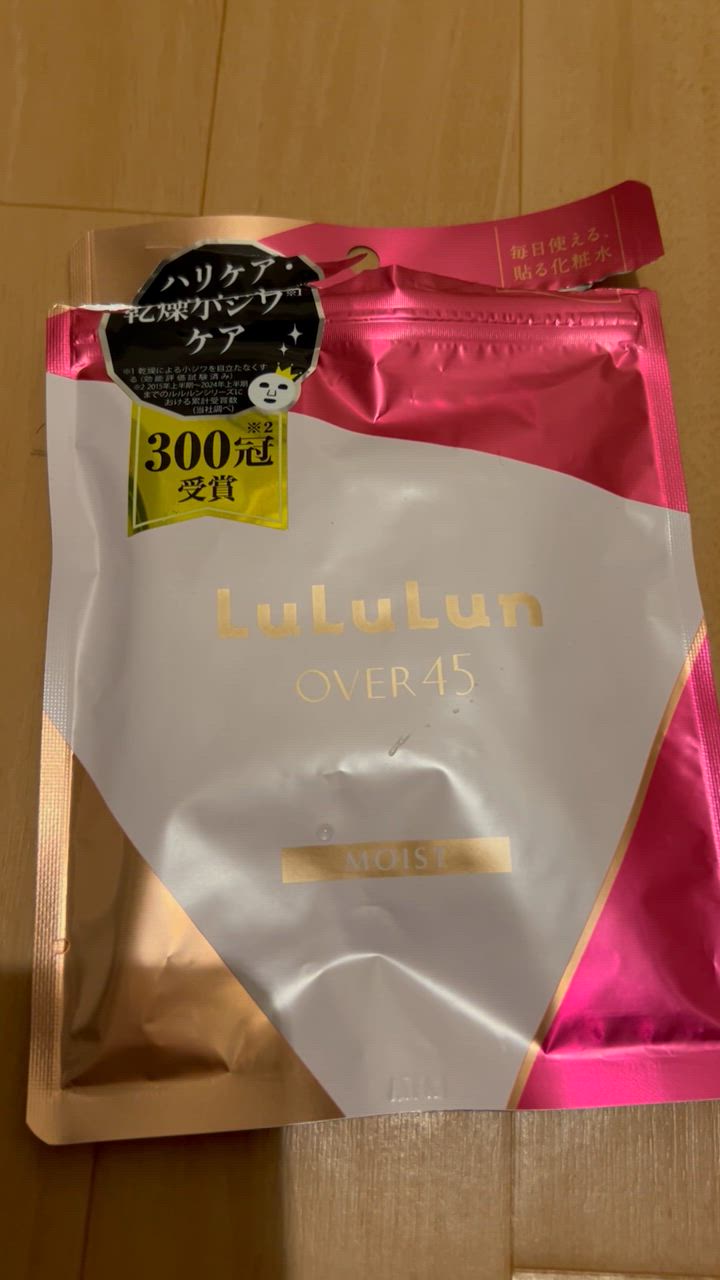 毎日使える、
貼る化粧水
ハリケア・
乾燥小ジワ※1
ケア
※1 乾燥による小ジワを目立たなくす
る(効能評価試験済み)
※2 2015年上半期〜2024年上半期
までのルルルンシリーズに
おける累計受賞数
(当社調べ)
※2
300冠
受賞
LuLuLun
OVER45
MOIST